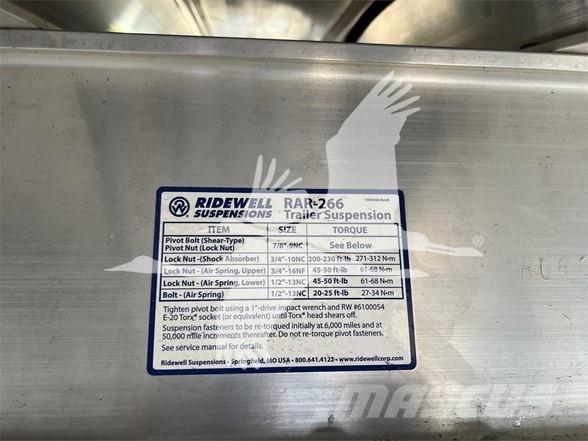 RIDEWELL SUSPENSIONS
RAR-266 Trailer Suspension
ITEM SIZE TORQUE
Pivot Bolt (Shear-Type)
Pivot Nut (Lock Nut) 7/8"-9NC See Below
Lock Nut -(Shock Absorber) 3/4"-10NC 200-230 ft-lb 271-312 N-m
Lock Nut - (Air Spring, Upper) 3/4"-16NF 45-50 ft-lb 61-68 N-m
Lock Nut - (Air Spring, Lower) 1/2"-13NC 45-50 ft-lb 61-68 N-m
Bolt - (Air Spring) 1/2"-13NC 20-25 ft-lb 27-34 N-m
Tighten pivot bolt using a 1"-drive impact wrench and RW #6100054
E-20 Torx® socket (or equivalent) until Torx® head shears off.
Suspension fasteners to be re-torqued initially at 6,000 miles and at
50,000 mile increments thereafter. Do not re-torque pivot fasteners.
See service manual for details.
Ridewell Suspensions - Springfield, MO USA • 800.641.4122 - www.ridewellcorp.com
MASCUS